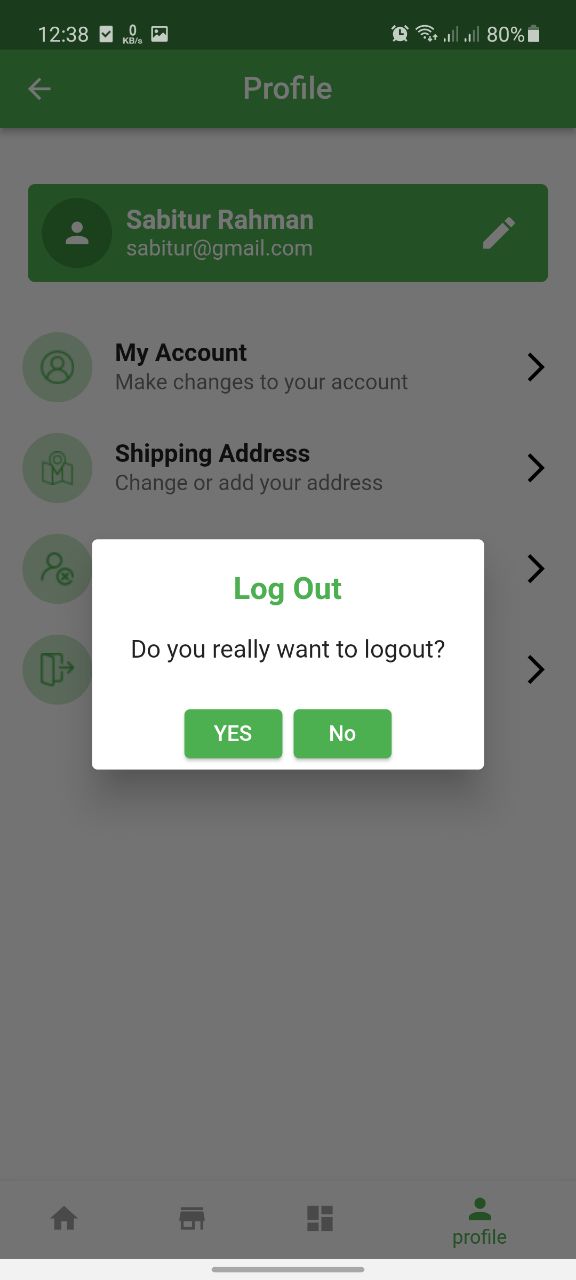 12:38
0
KB/s
80%
Profile
Sabitur Rahman
sabitur@gmail.com
My Account
Make changes to your account
Shipping Address
Change or add your address
Log Out
Do you really want to logout?
YES
No
profile